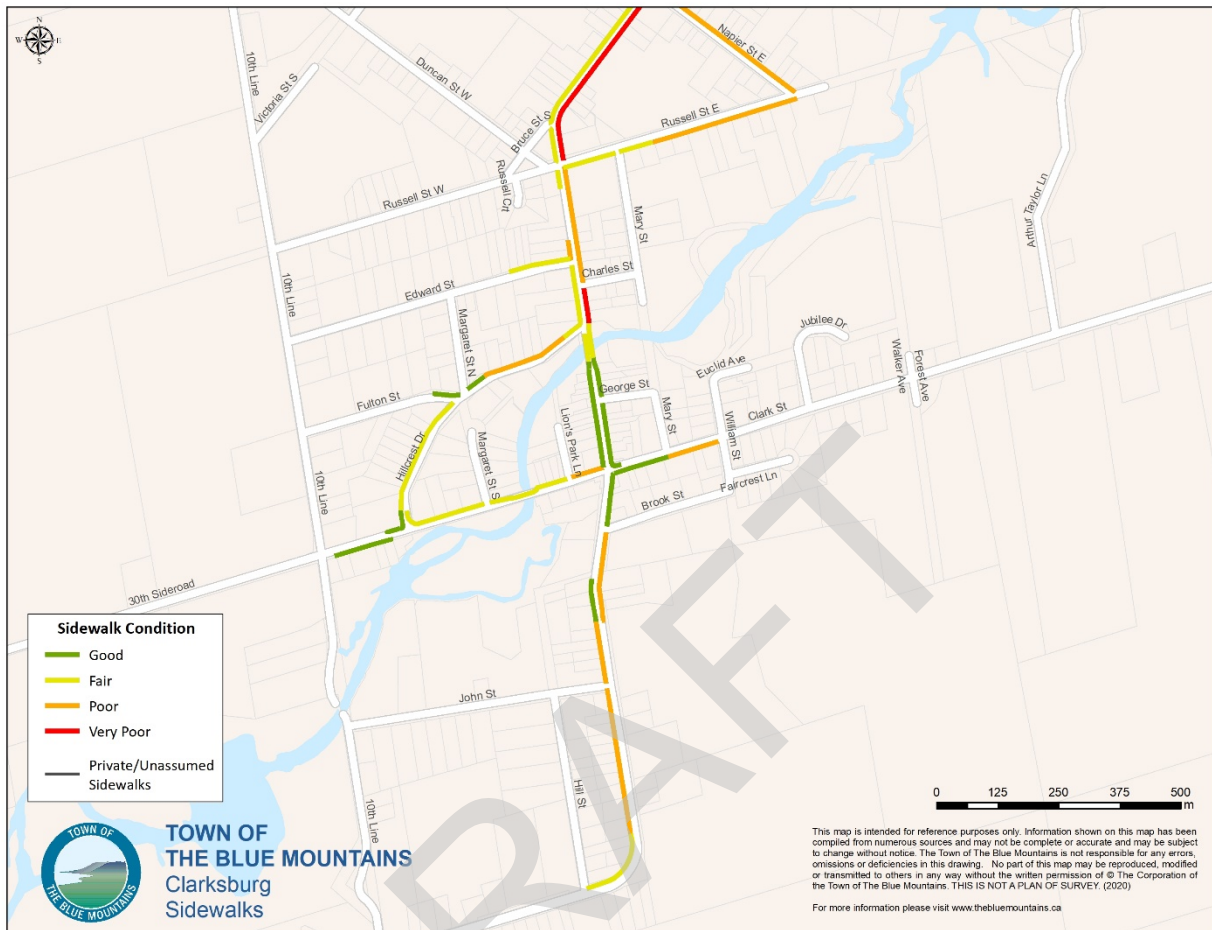 N
W E
S
10th Line
Victoria St S
Duncan St W
Napier St E
Bruce St S
Russell St E
Russell Crt
Russell St W
Mary St
Arthur Taylor Ln
10th Line
Charles St
Edward St
Margaret St N
Jubilee Dr
Euclid Ave
Walker Ave
Forest Ave
George St
Fulton St
Mary St
Clark St
Lion's Park Ln
William St
Hillcrest Dr
Margaret St S
10th Line
Brook St
Faircrest Ln
30th Sideroad
John St
Hill St
10th Line
RAFT
Sidewalk Condition
Good
Fair
Poor
Very Poor
Private/Unassumed
Sidewalks
TOWN OF
THE BLUE MOUNTAINS
TOWN OF
THE BLUE MOUNTAINS
Clarksburg
Sidewalks
0 125 250 375 500
m
This map is intended for reference purposes only. Information shown on this map has been
compiled from numerous sources and may not be complete or accurate and may be subject
to change without notice. The Town of The Blue Mountains is not responsible for any errors,
omissions or deficiencies in this drawing. No part of this map may be reproduced, modified
or transmitted to others in any way without the written permission of © The Corporation of
the Town of The Blue Mountains. THIS IS NOT A PLAN OF SURVEY. (2020)
For more information please visit www.thebluemountains.ca